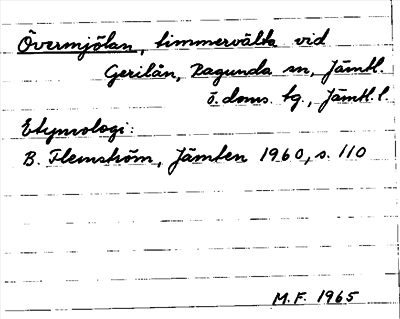 Övermjölan, timmervälta vid
Gerilån, Ragunda sn, Jämtl.
ö. doms. tg., Jämtl. l.
Etymologi:
B. Flemström, Jämten 1960, s. 110
M.F. 1965